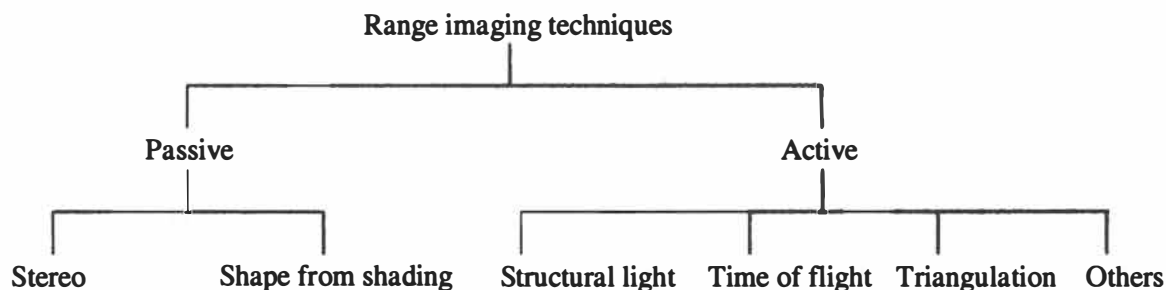 Range imaging techniques
Passive Active
Stereo Shape from shading Structural light Time of flight Triangulation Others